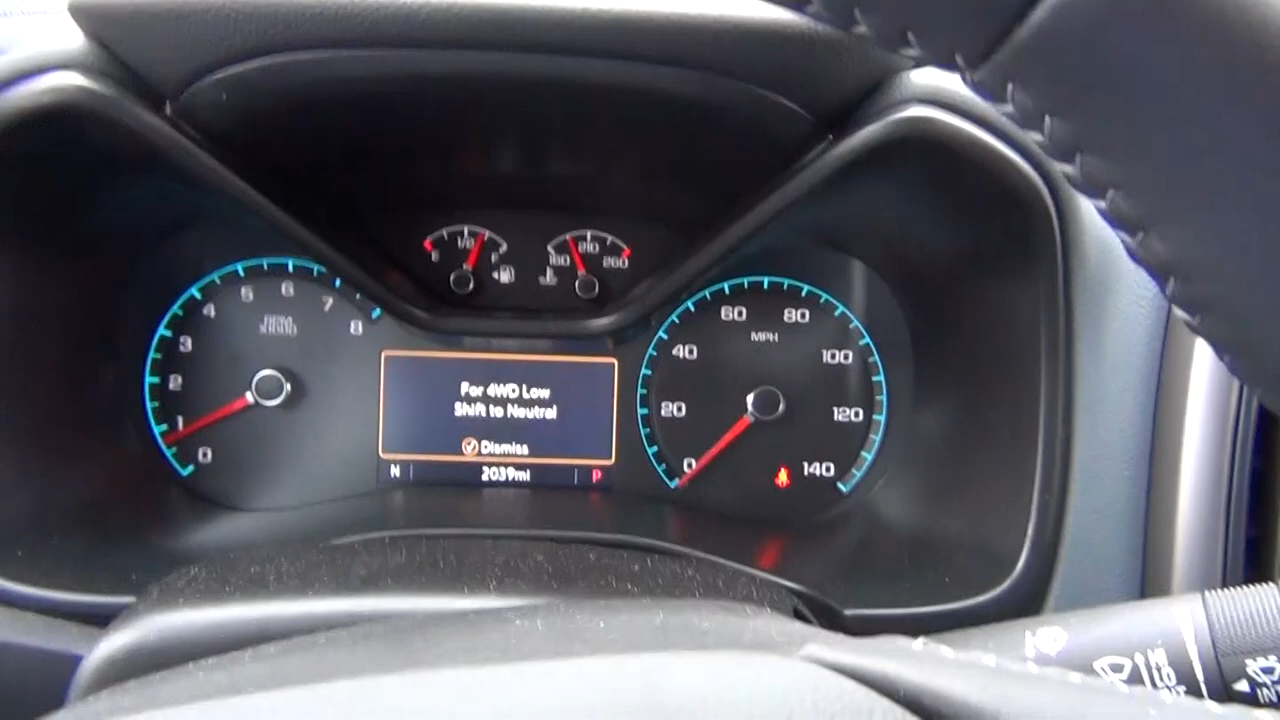 E 1/2 F
160 210 260
0 1 2 3 4 5 6 7 8
RPM
X1000
For 4WD Low
Shift to Neutral
Dismiss
N 2039mi P
0 20 40 60 80 100 120 140
MPH